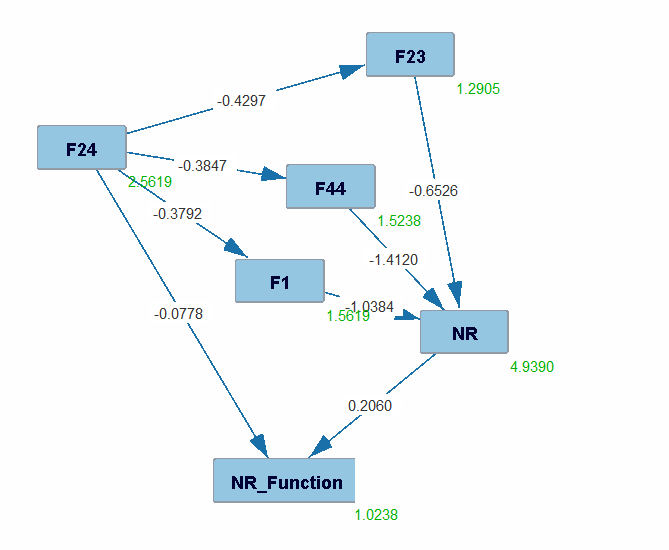 F23
1.2905
-0.4297
F24
2.5619
-0.3847
F44
1.5238
-0.6526
-0.3792
-1.4120
F1
1.5619
-1.0384
NR
4.9390
-0.0778
0.2060
NR_Function
1.0238